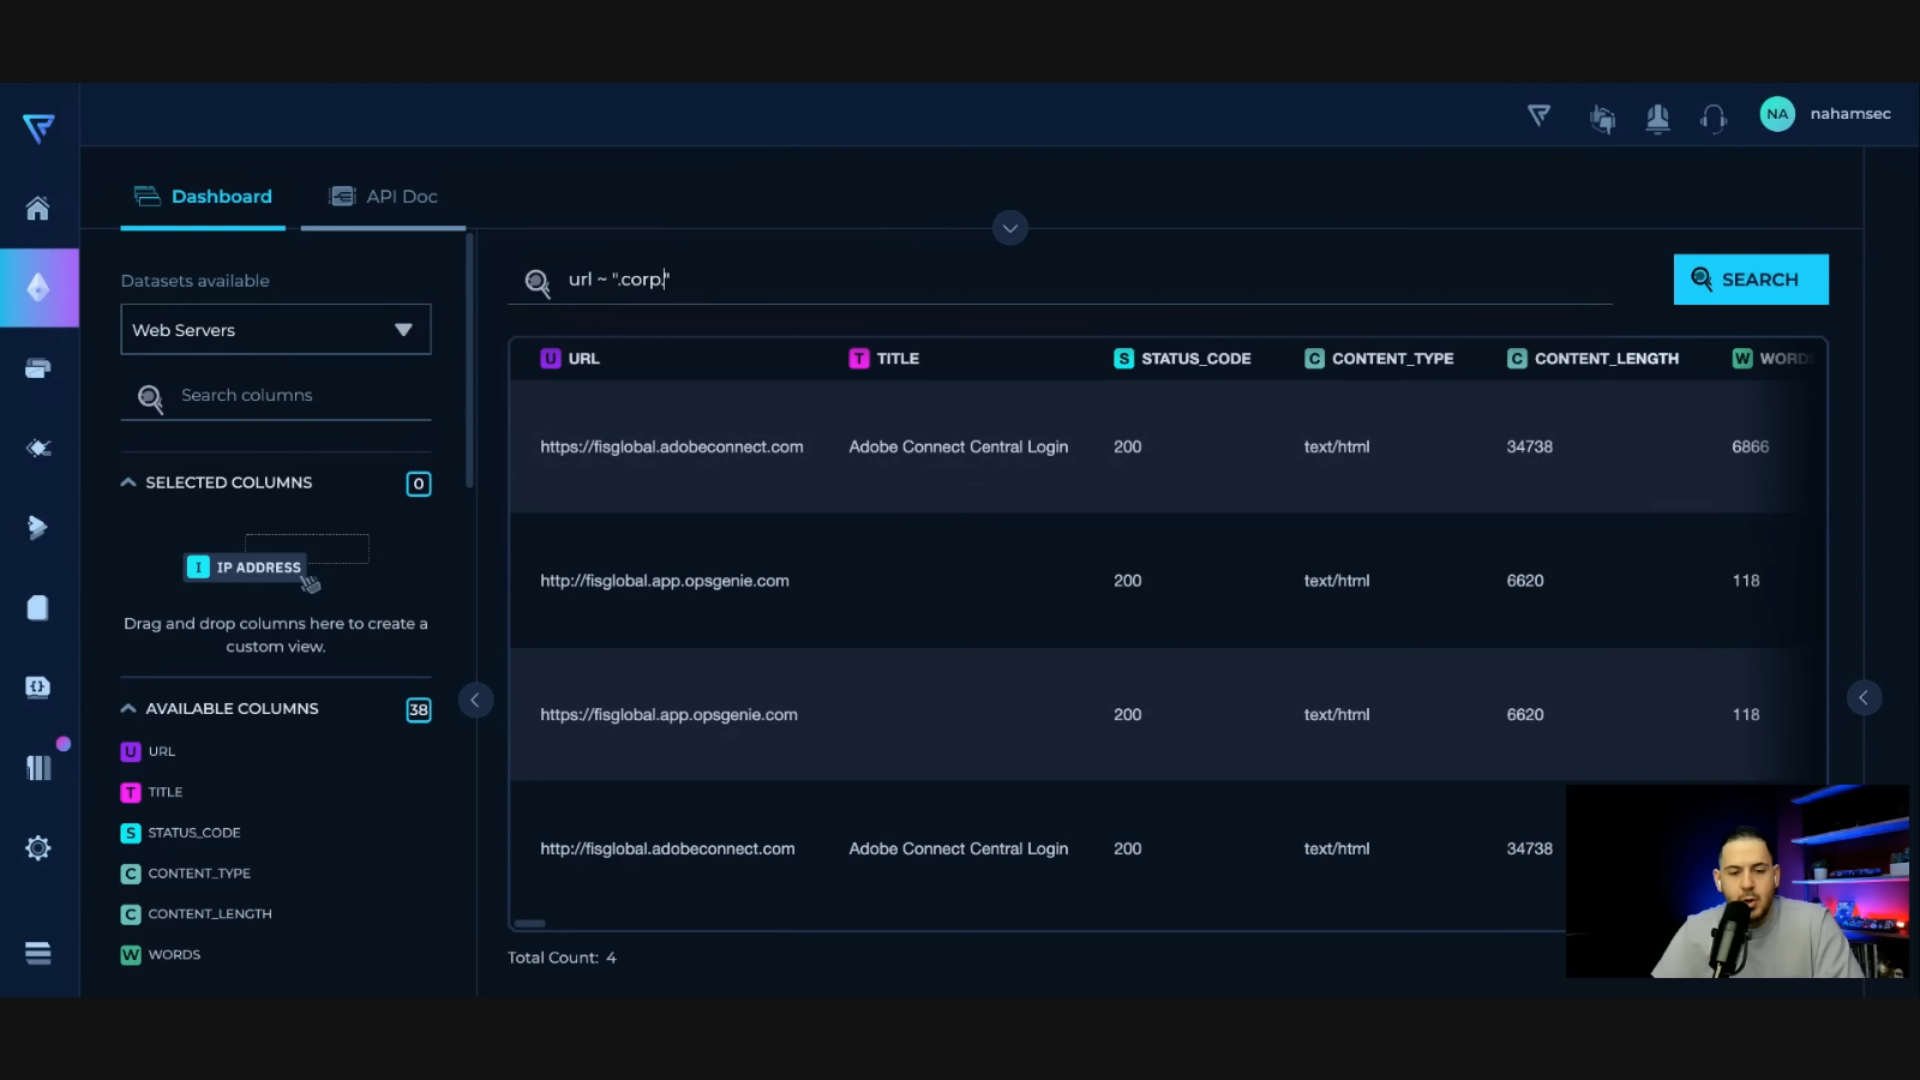 NA nahamsec
Dashboard API Doc
Datasets available
Web Servers
Search columns
SELECTED COLUMNS 0
I IP ADDRESS
Drag and drop columns here to create a
custom view.
AVAILABLE COLUMNS 38
U URL
T TITLE
S STATUS_CODE
C CONTENT_TYPE
C CONTENT_LENGTH
W WORDS
url ~ ".corp."
SEARCH
U URL T TITLE S STATUS_CODE C CONTENT_TYPE C CONTENT_LENGTH W WORDS
https://fisglobal.adobeconnect.com Adobe Connect Central Login 200 text/html 34738 6866
http://fisglobal.app.opsgenie.com 200 text/html 6620 118
https://fisglobal.app.opsgenie.com 200 text/html 6620 118
http://fisglobal.adobeconnect.com Adobe Connect Central Login 200 text/html 34738
Total Count: 4